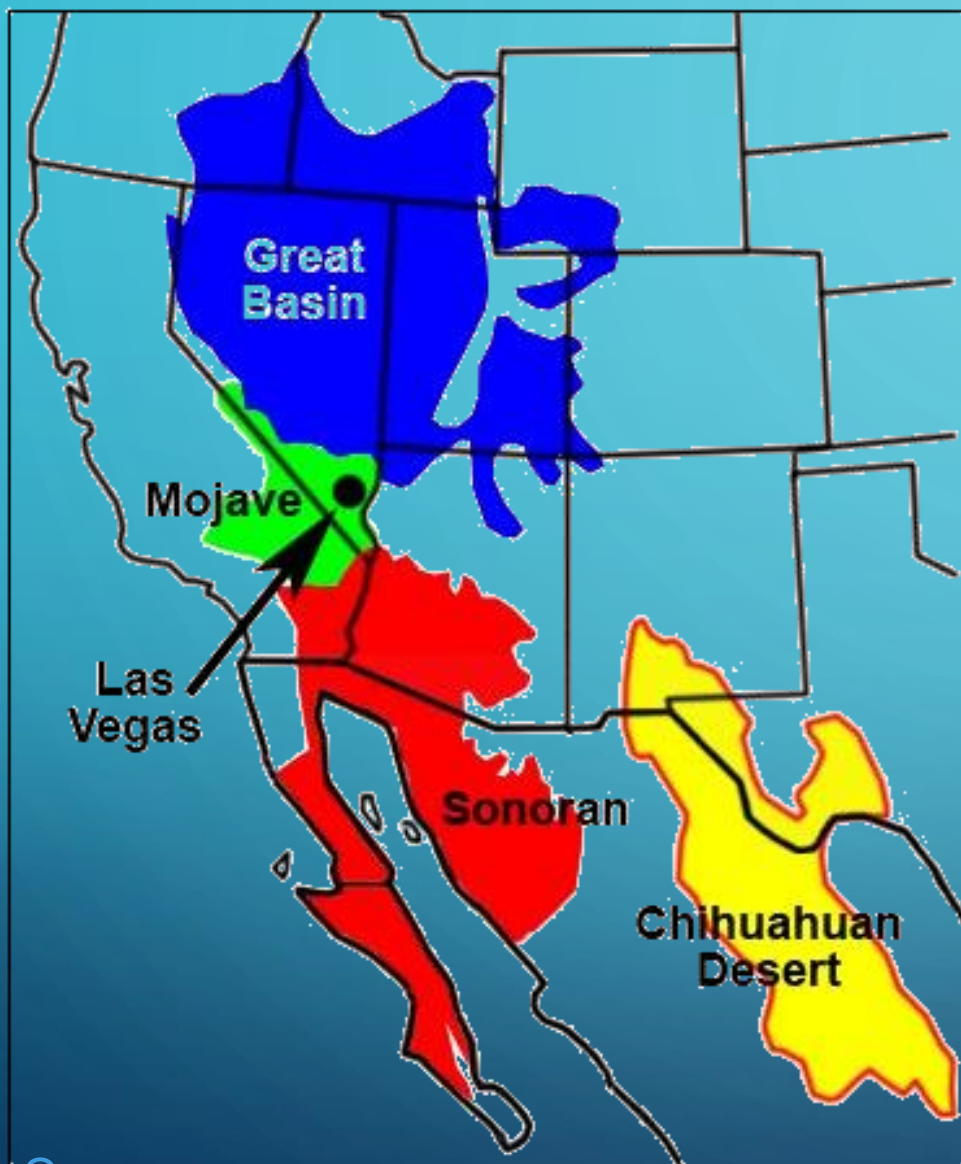 Great
Basin
Mojave
Las
Vegas
Sonoran
Chihuahuan
Desert